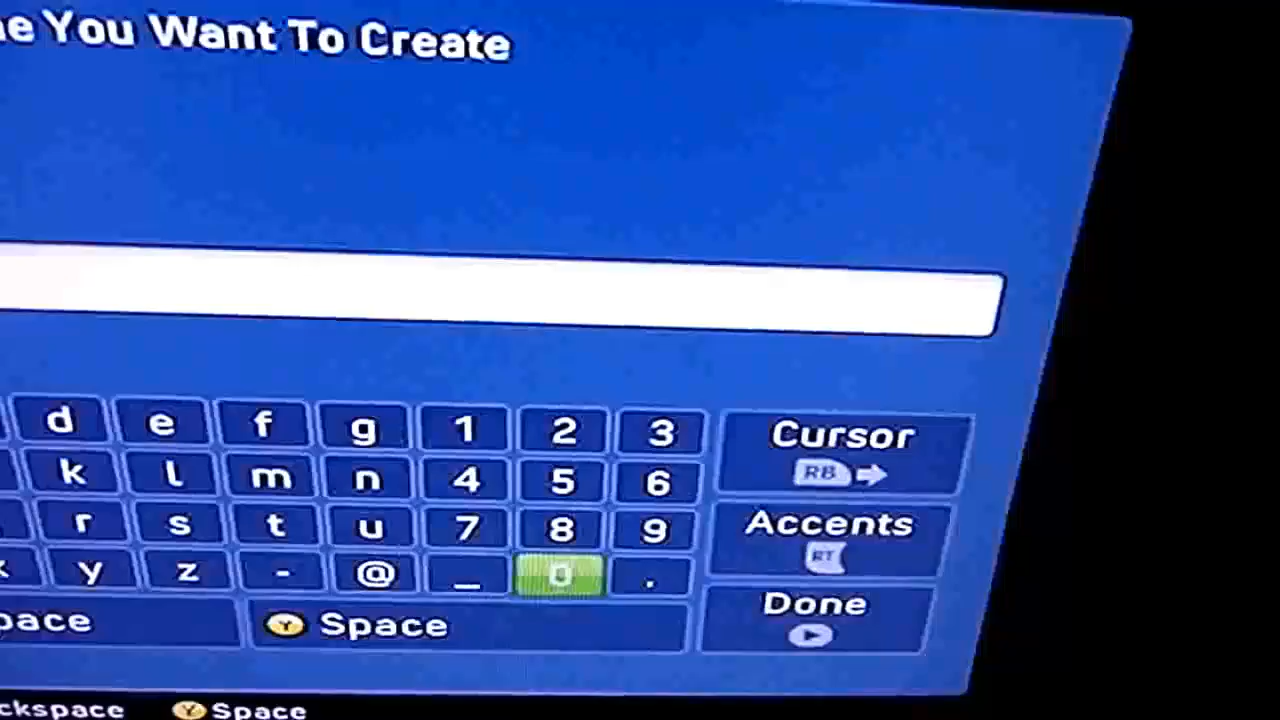 e You Want To Create
d e f g 1 2 3 Cursor
RB
k l m n 4 5 6
r s t u 7 8 9 Accents
RT
y z - @ _ 0 .
pace Y Space Done
ckspace Y Space